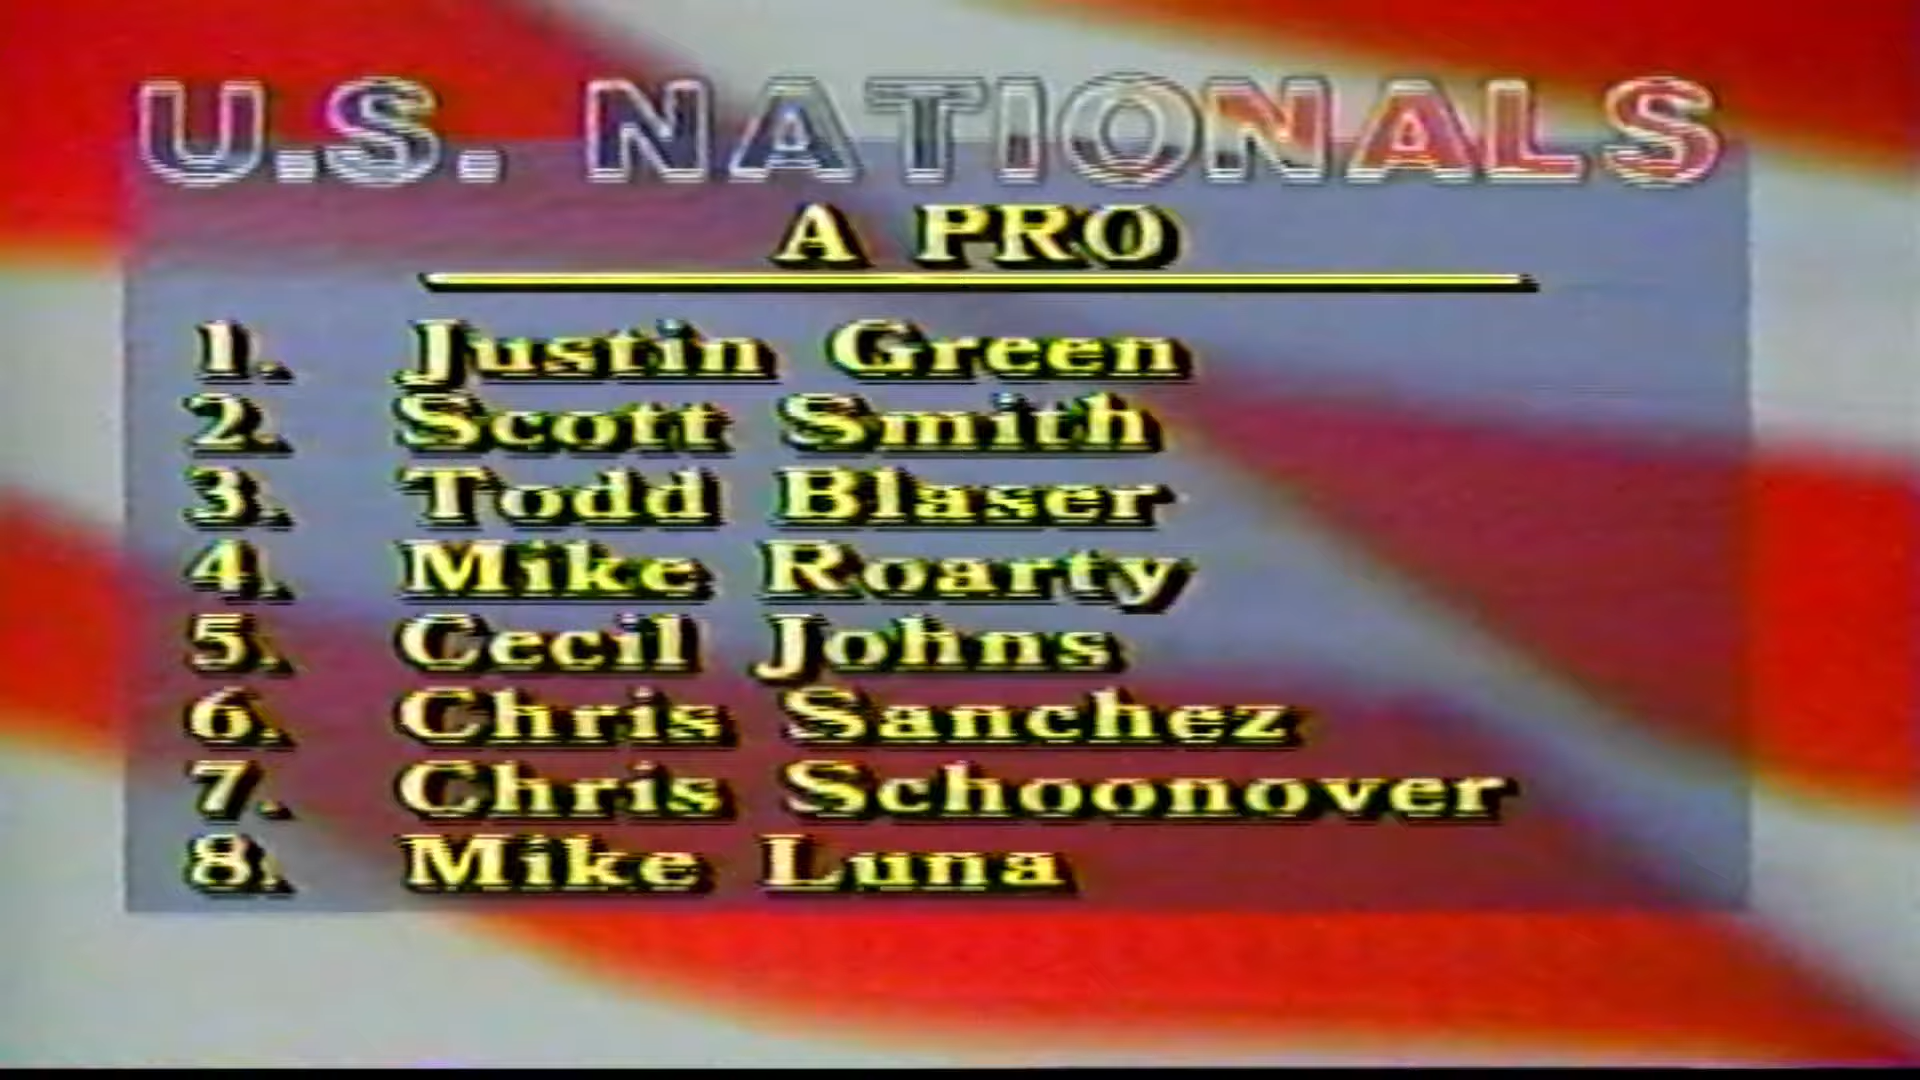 U.S. NATIONALS
A PRO
1. Justin Green
2. Scott Smith
3. Todd Blaser
4. Mike Roarty
5. Cecil Johns
6. Chris Sanchez
7. Chris Schoonover
8. Mike Luna